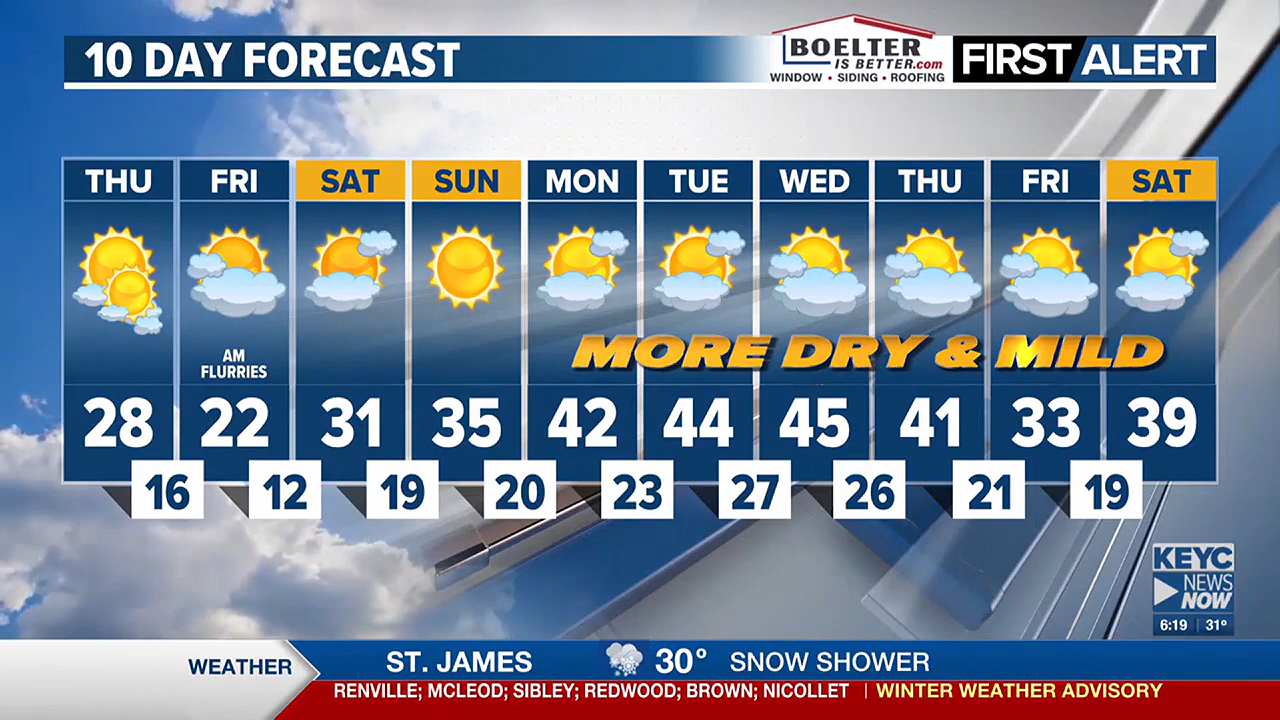 10 DAY FORECAST
BOELTER
IS BETTER.com
WINDOW • SIDING • ROOFING
FIRST ALERT
THU FRI SAT SUN MON TUE WED THU FRI SAT
AM
FLURRIES
MORE DRY & MILD
28 22 31 35 42 44 45 41 33 39
16 12 19 20 23 27 26 21 19
KEYC
NEWS
NOW
6:19 31°
WEATHER
ST. JAMES 30° SNOW SHOWER
RENVILLE; MCLEOD; SIBLEY; REDWOOD; BROWN; NICOLLET | WINTER WEATHER ADVISORY